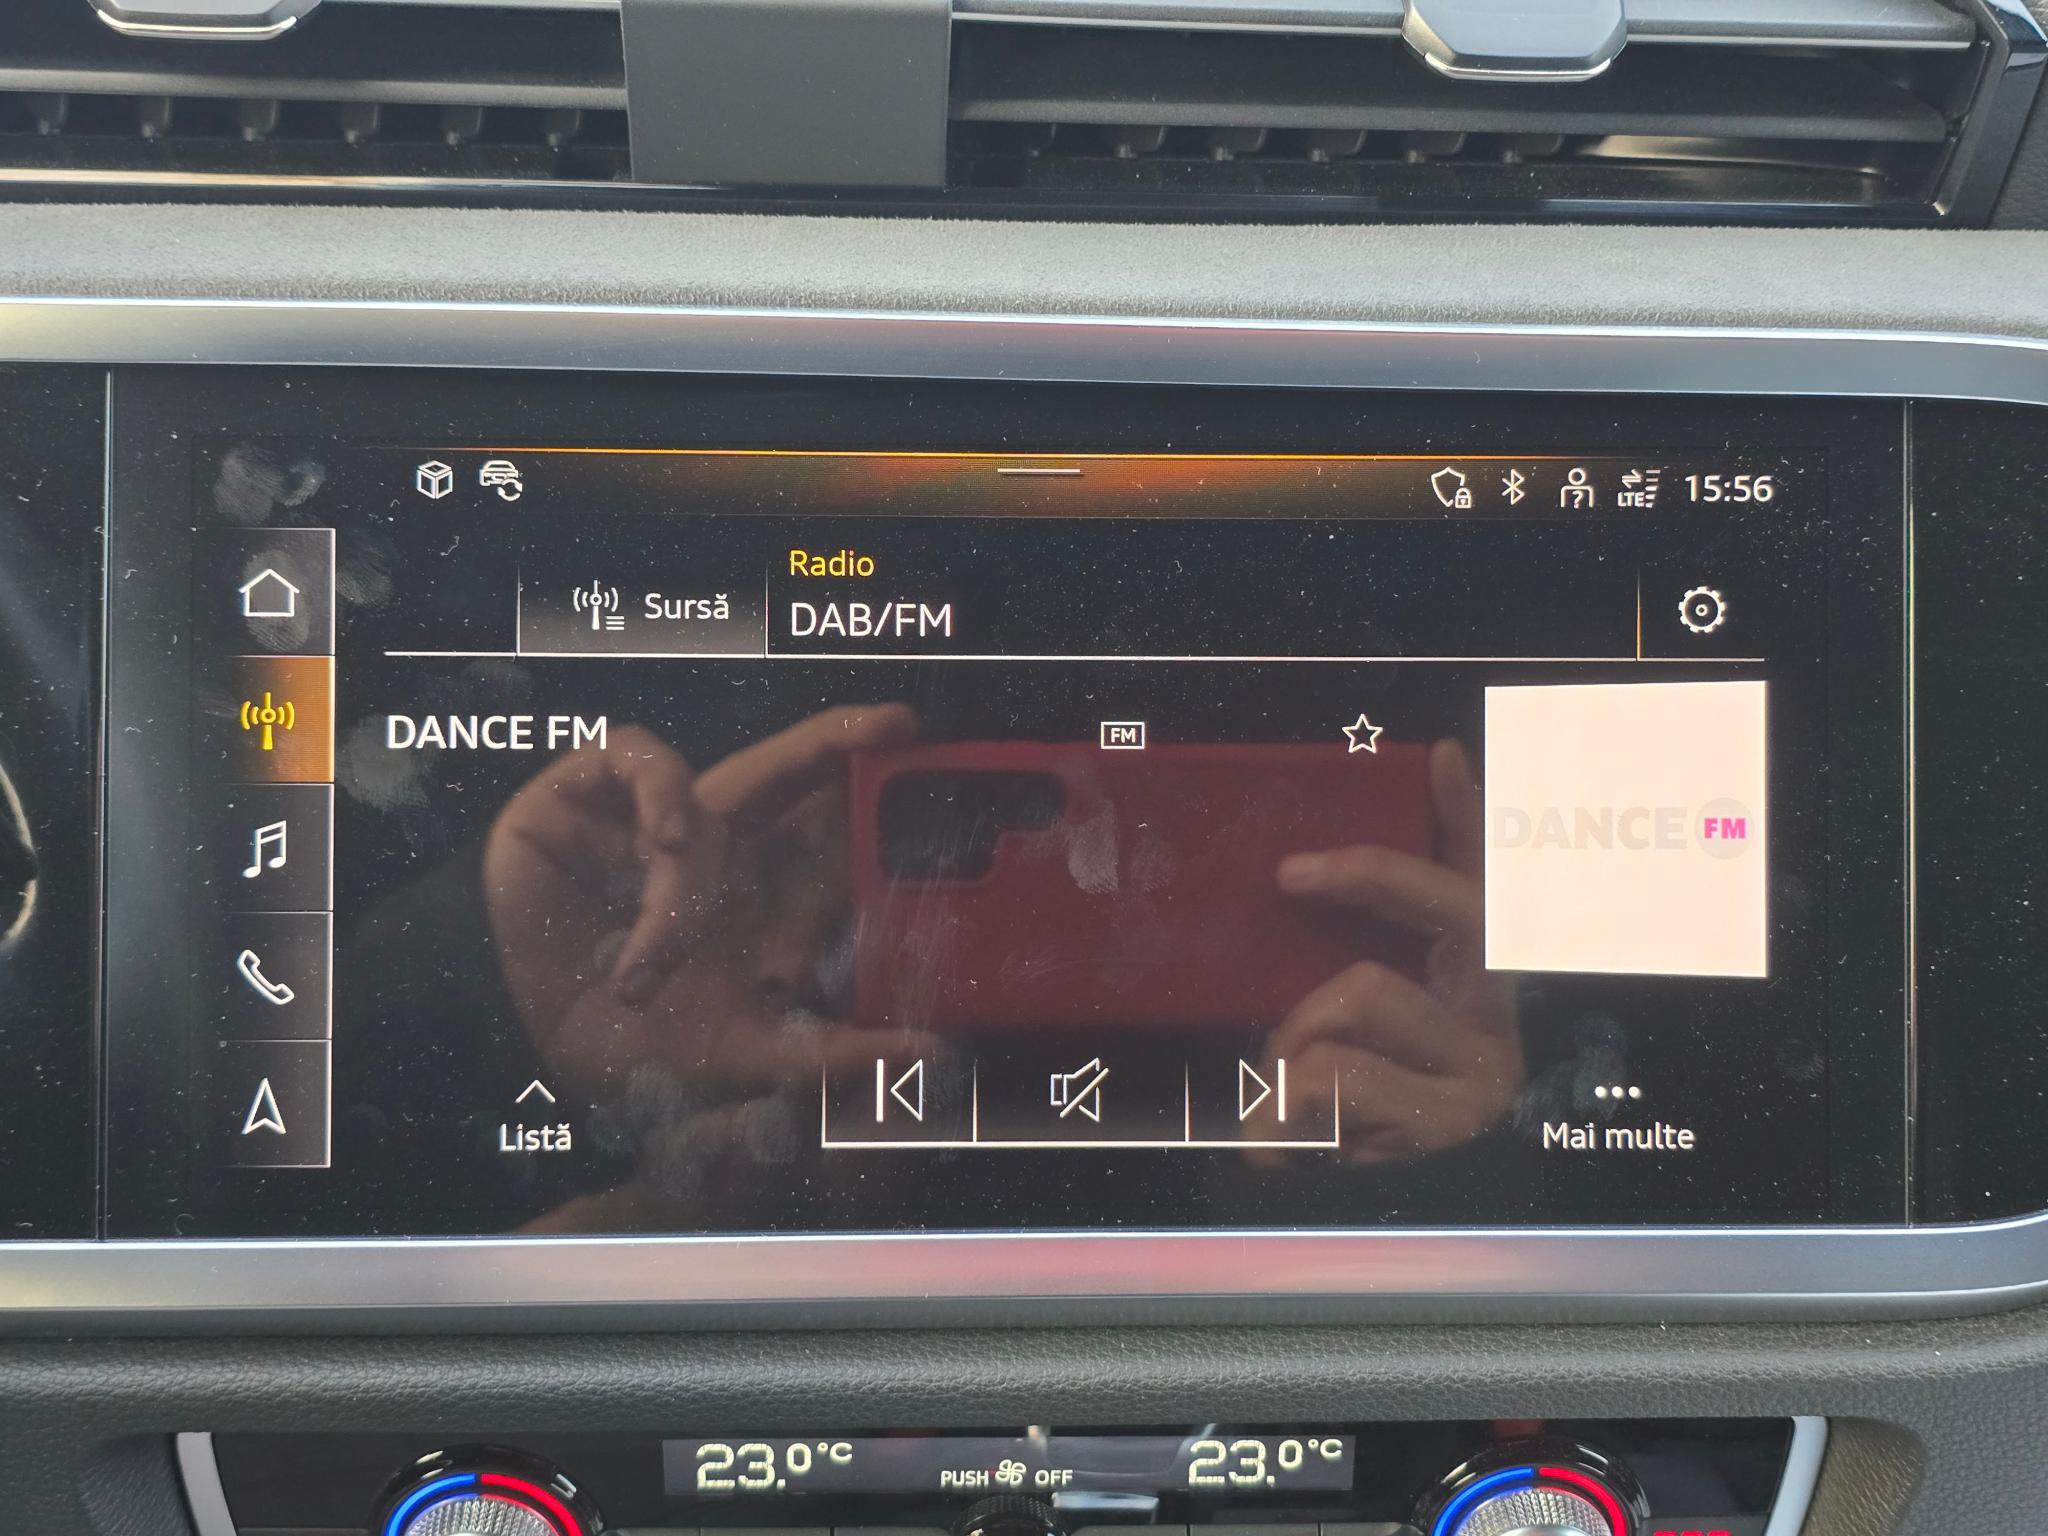 LTE 15:56
Radio
Sursă
DAB/FM
DANCE FM
FM
DANCE FM
Listă
Mai multe
23.0°C
PUSH OFF
23.0°C